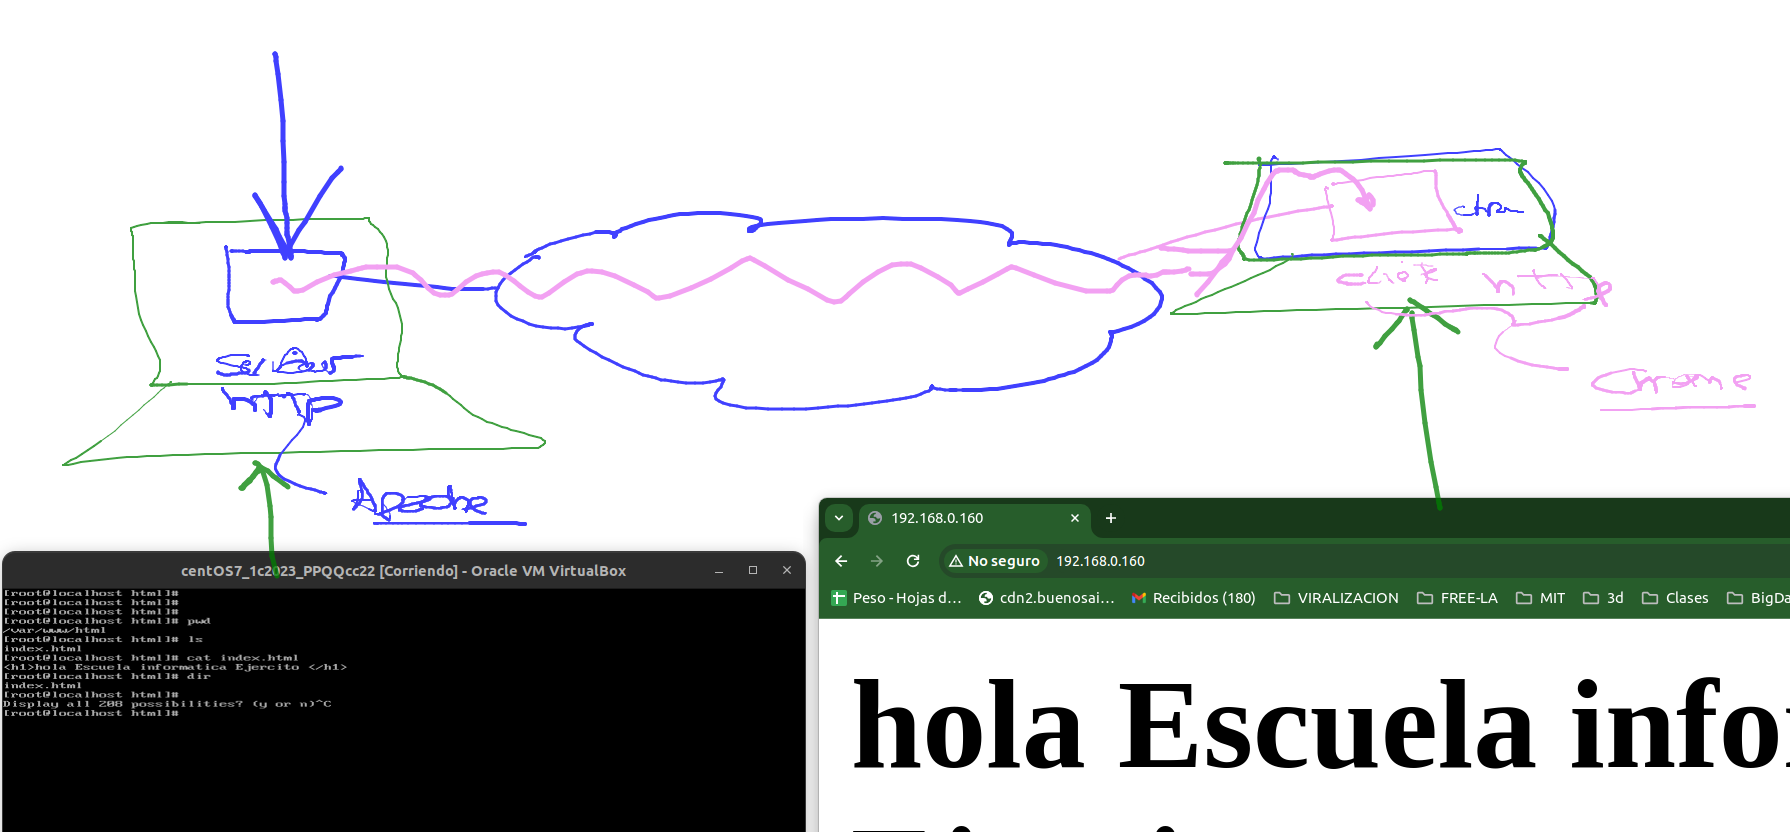 chrom
click http
Servidor
http
Chrome
Apache
192.168.0.160
No seguro 192.168.0.160
Peso - Hojas d... cdn2.buenosai... Recibidos (180) VIRALIZACION FREE-LA MIT 3d Clases BigDa
centOS7_1c2023_PPQQcc22 [Corriendo] - Oracle VM VirtualBox
[root@localhost html]#
[root@localhost html]#
[root@localhost html]#
[root@localhost html]# pwd
/var/www/html
[root@localhost html]# ls
index.html
[root@localhost html]# cat index.html
<h1>hola Escuela informatica Ejercito </h1>
[root@localhost html]# dir
index.html
[root@localhost html]#
Display all 208 possibilities? (y or n)^C
[root@localhost html]#
hola Escuela infor